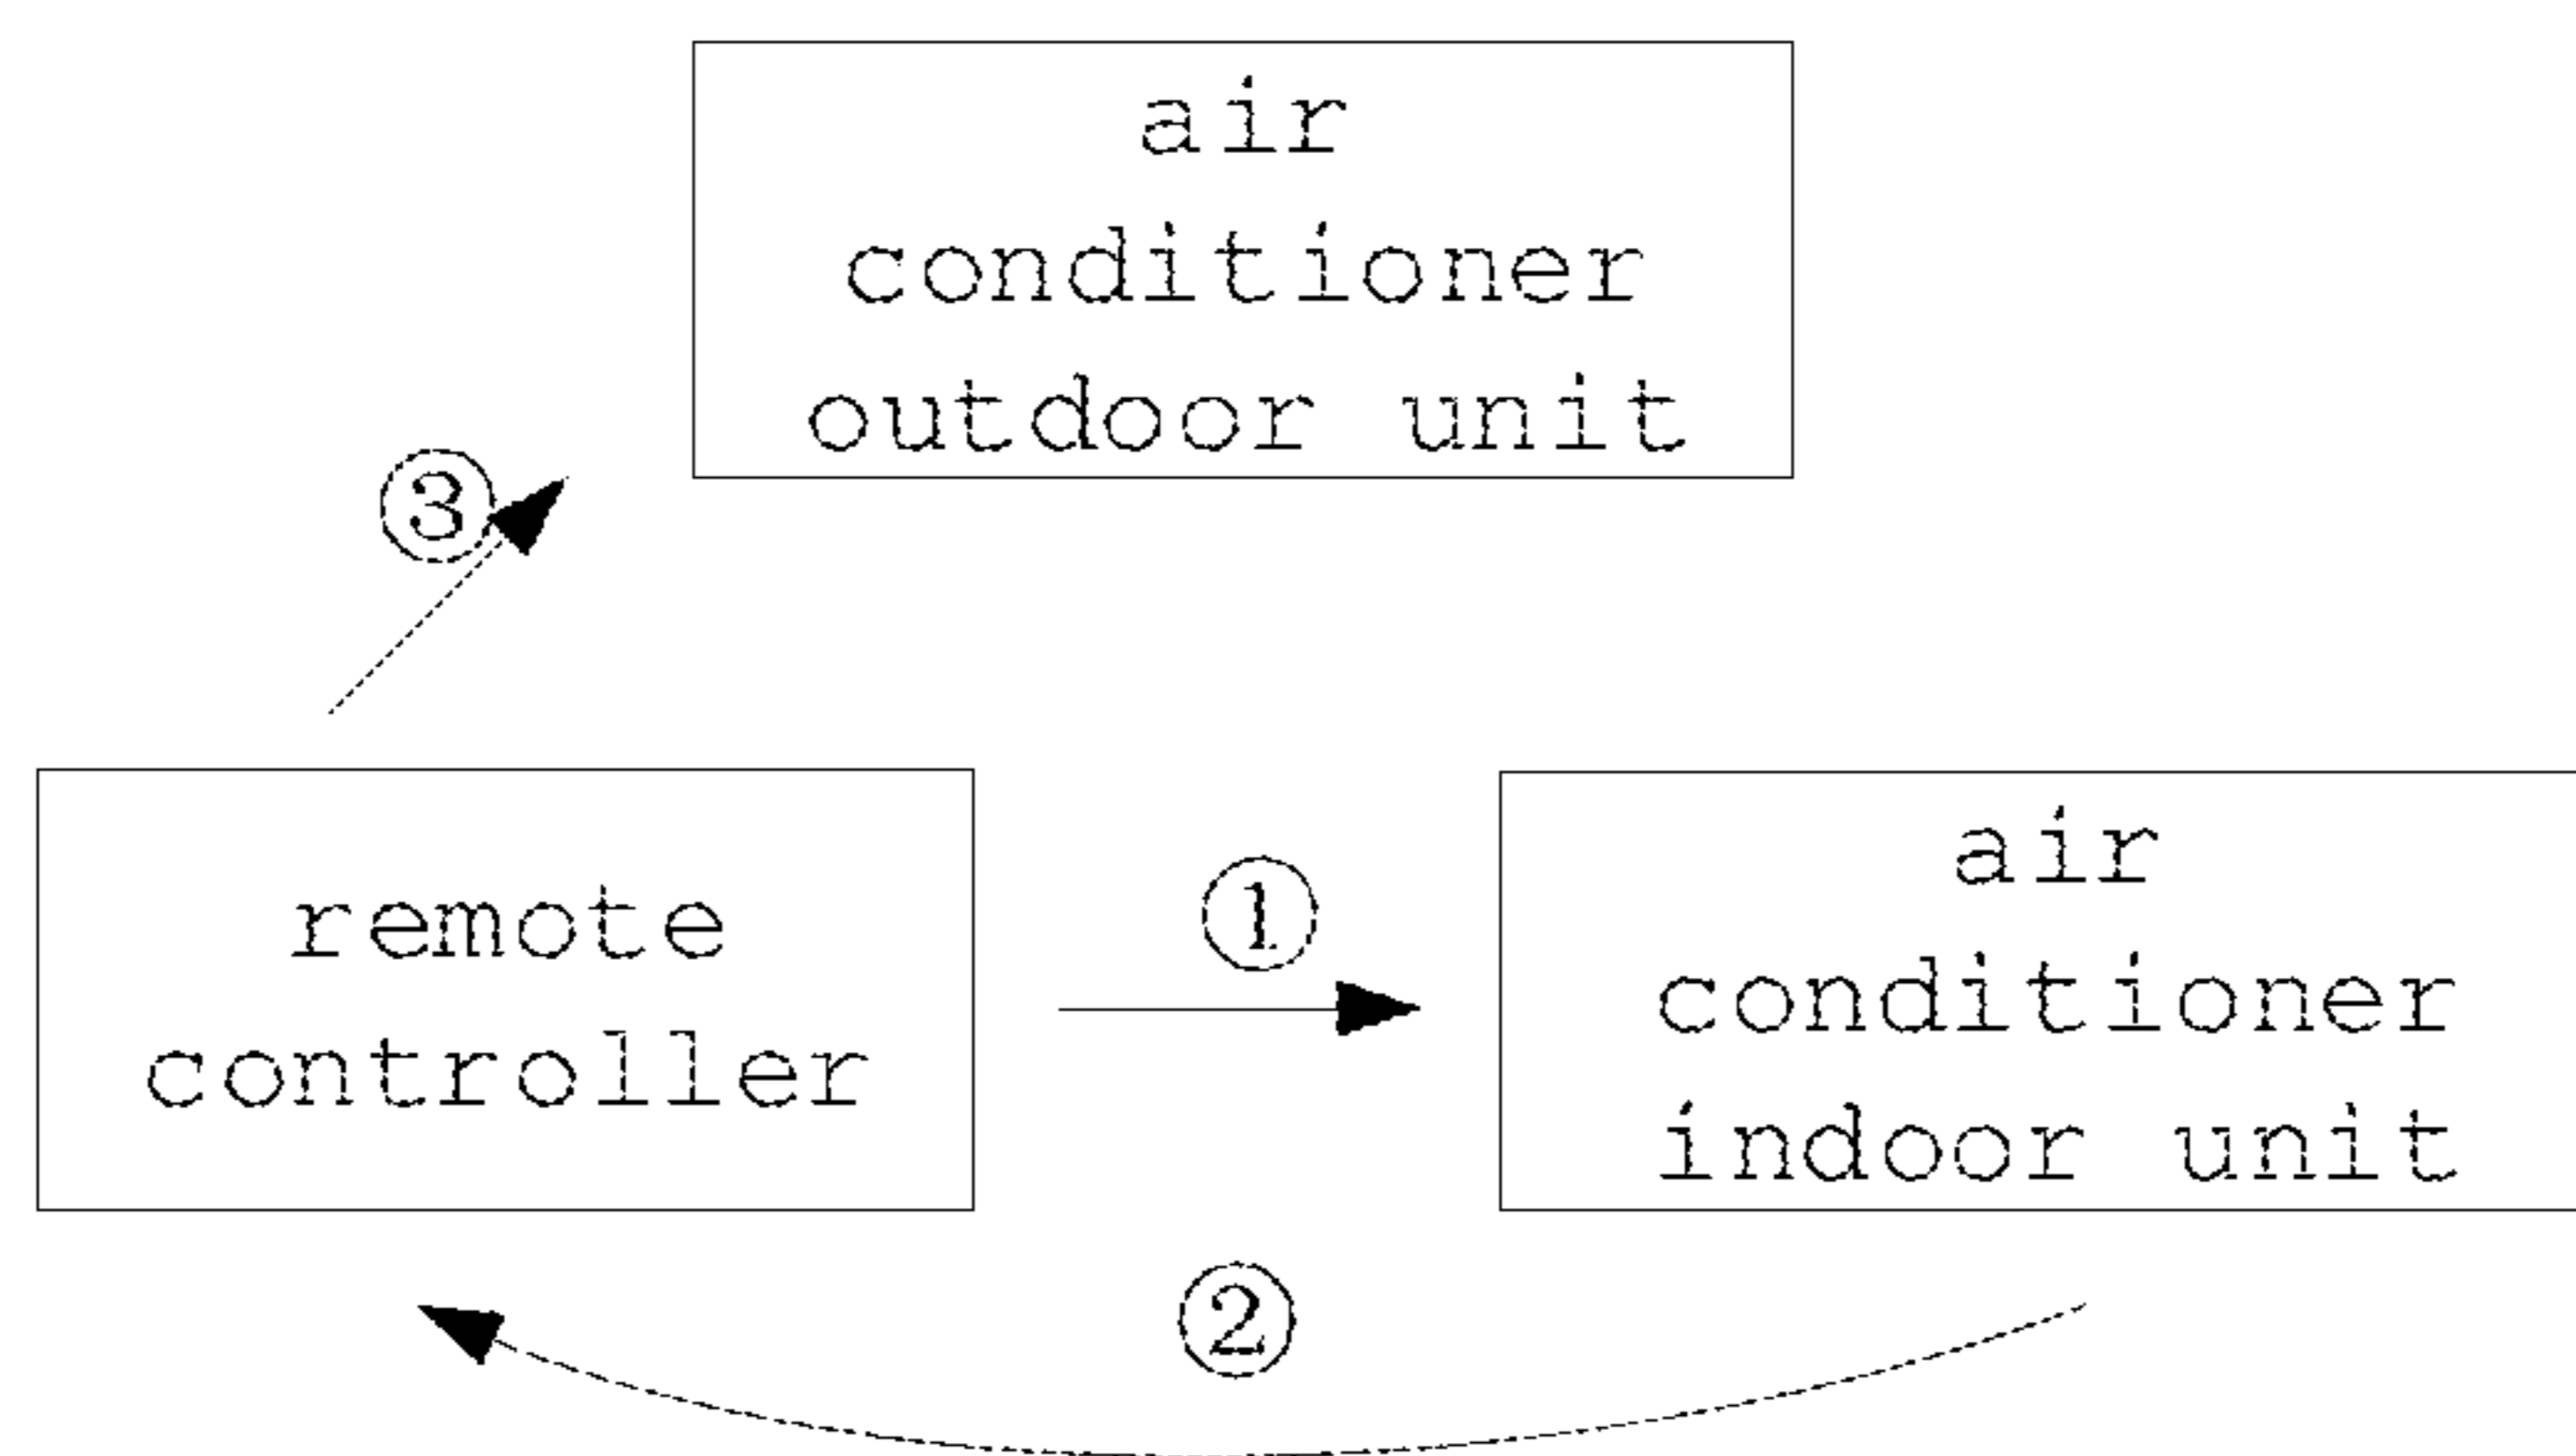 air
conditioner
outdoor unit
③
remote
controller
①
air
conditioner
indoor unit
②